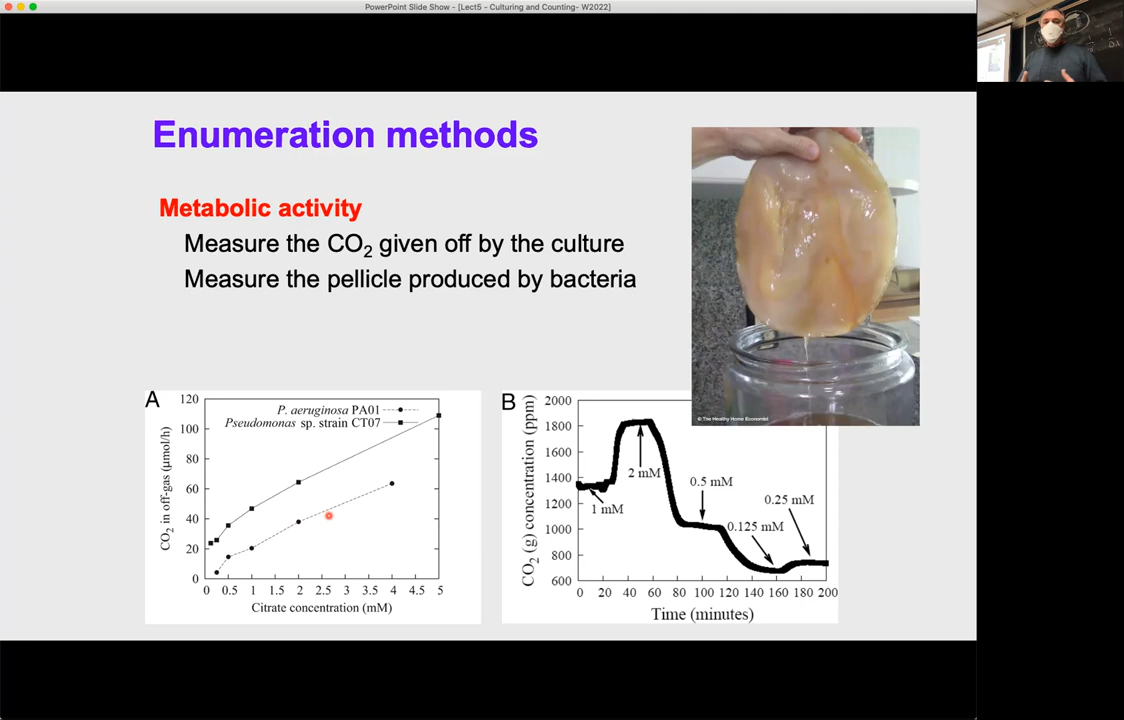 PowerPoint Slide Show - [Lect5 - Culturing and Counting- W2022]
Enumeration methods
Metabolic activity
Measure the CO2 given off by the culture
Measure the pellicle produced by bacteria
© The Healthy Home Economist
A
120
100
80
60
40
20
0
CO2 in off-gas (µmol/h)
P. aeruginosa PA01
Pseudomonas sp. strain CT07
0 0.5 1 1.5 2 2.5 3 3.5 4 4.5 5
Citrate concentration (mM)
B
2000
1800
1600
1400
1200
1000
800
600
CO2 (g) concentration (ppm)
1 mM
2 mM
0.5 mM
0.125 mM
0.25 mM
0 20 40 60 80 100 120 140 160 180 200
Time (minutes)